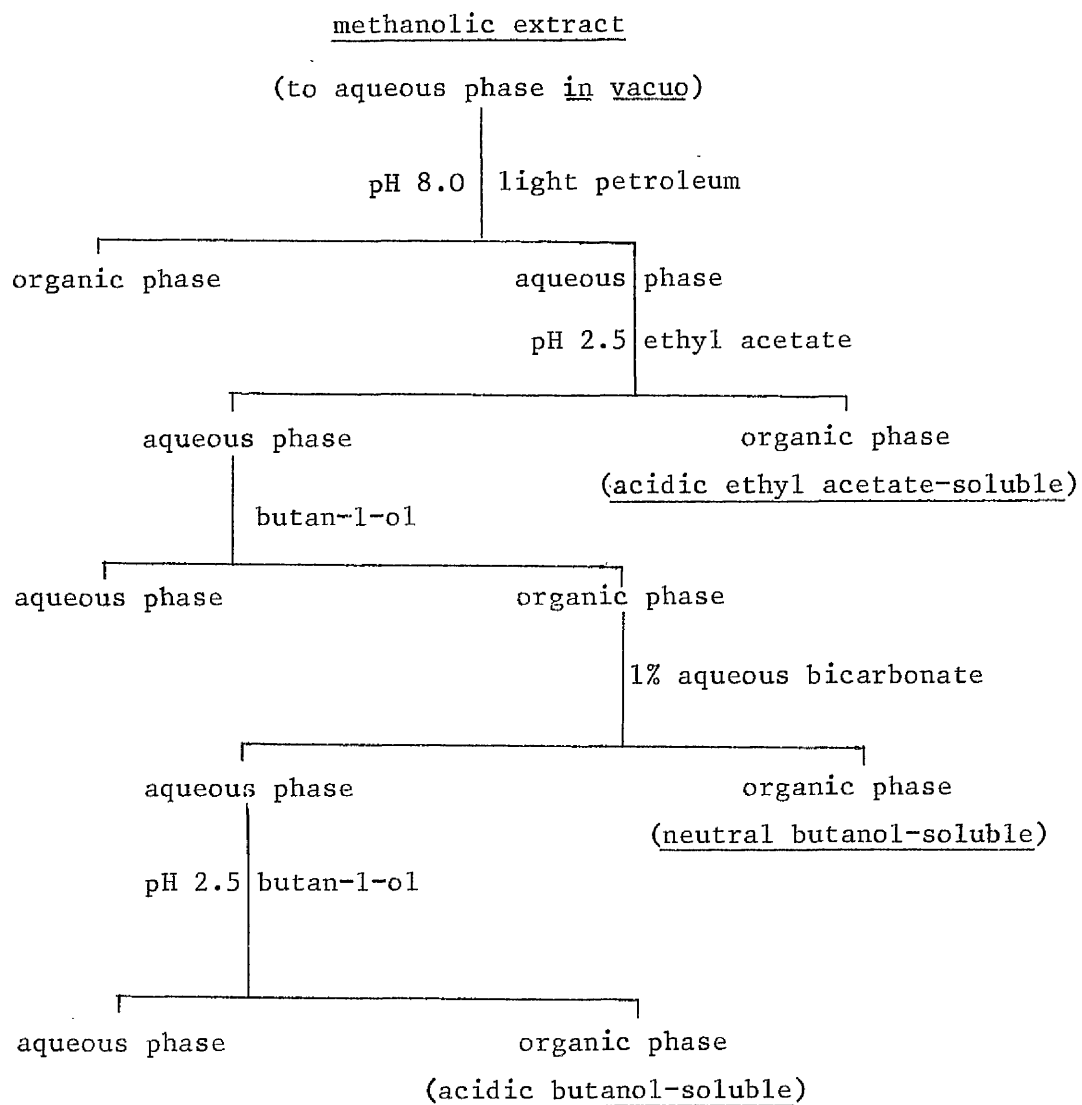 methanolic extract
(to aqueous phase in vacuo)
pH 8.0 light petroleum
organic phase aqueous phase
pH 2.5 ethyl acetate
aqueous phase organic phase
(acidic ethyl acetate-soluble)
butan-1-ol
aqueous phase organic phase
1% aqueous bicarbonate
aqueous phase organic phase
(neutral butanol-soluble)
pH 2.5 butan-1-ol
aqueous phase organic phase
(acidic butanol-soluble)